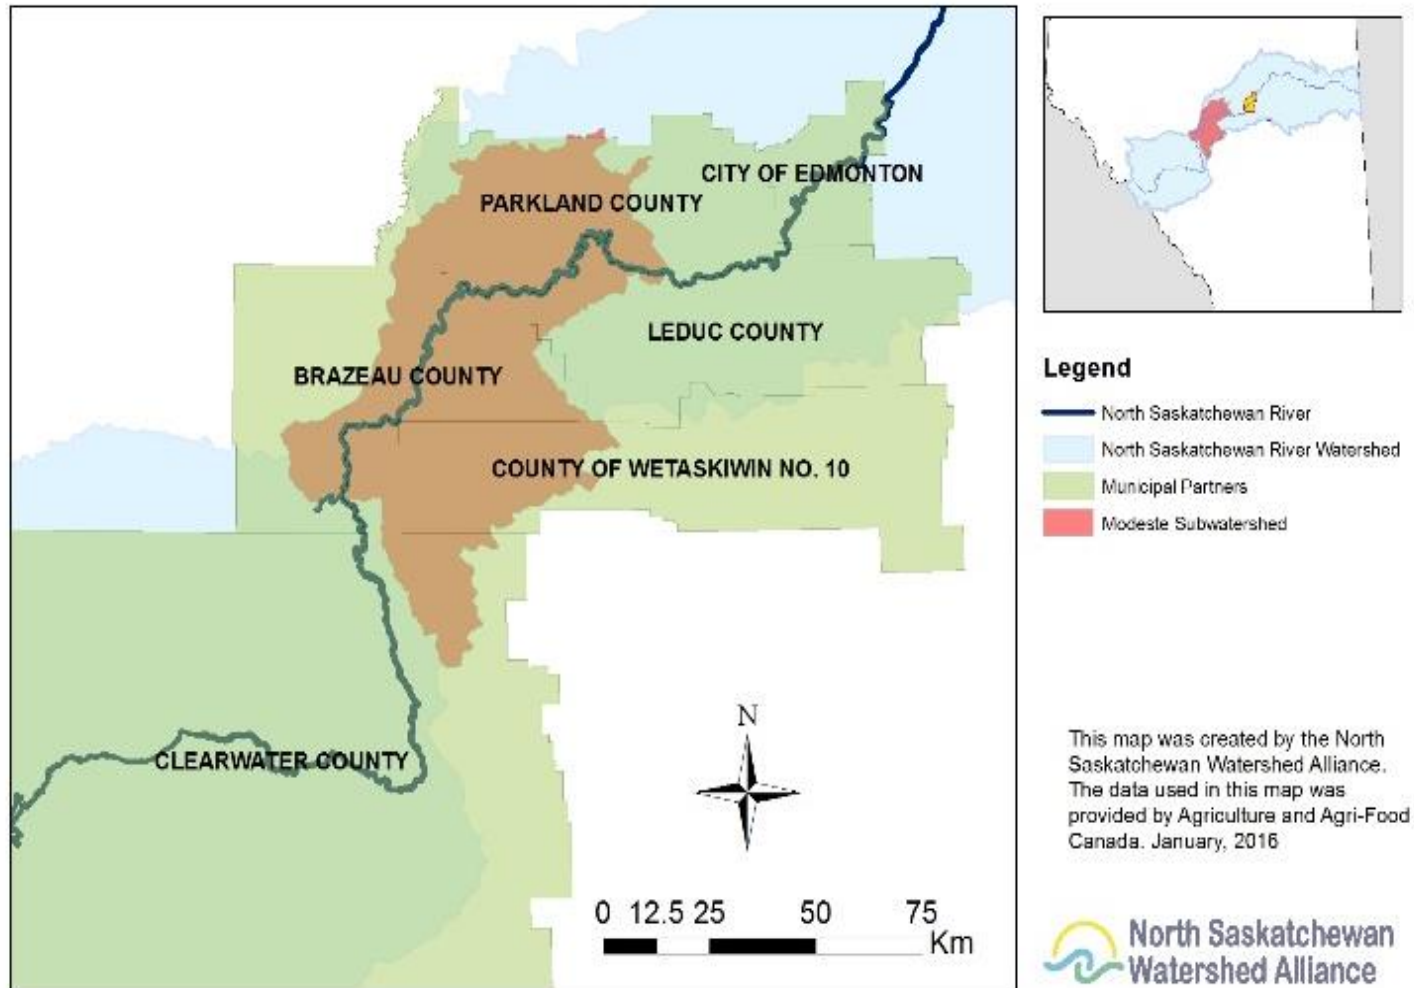 CITY OF EDMONTON
PARKLAND COUNTY
LEDUC COUNTY
BRAZEAU COUNTY
COUNTY OF WETASKIWIN NO. 10
CLEARWATER COUNTY
N
0 12.5 25 50 75
Km
Legend
North Saskatchewan River
North Saskatchewan River Watershed
Municipal Partners
Modeste Subwatershed
This map was created by the North
Saskatchewan Watershed Alliance.
The data used in this map was
provided by Agriculture and Agri-Food
Canada. January, 2016
North Saskatchewan
Watershed Alliance